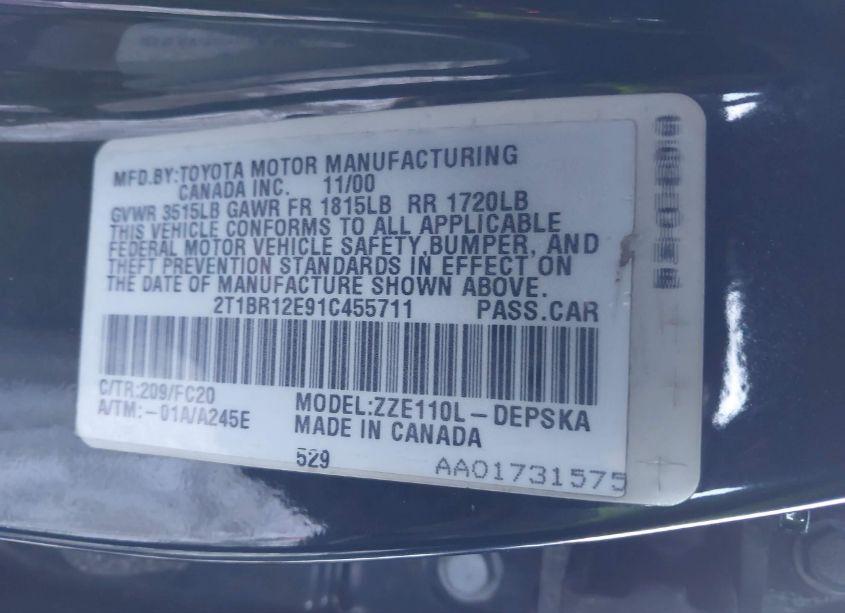 MFD.BY:TOYOTA MOTOR MANUFACTURING
CANADA INC. 11/00
GVWR 3515LB GAWR FR 1815LB RR 1720LB
THIS VEHICLE CONFORMS TO ALL APPLICABLE
FEDERAL MOTOR VEHICLE SAFETY,BUMPER, AND
THEFT PREVENTION STANDARDS IN EFFECT ON
THE DATE OF MANUFACTURE SHOWN ABOVE.
2T1BR12E91C455711 PASS.CAR
C/TR:209/FC20
A/TM:-01A/A245E
MODEL:ZZE110L-DEPSKA
MADE IN CANADA
529
AA01731575